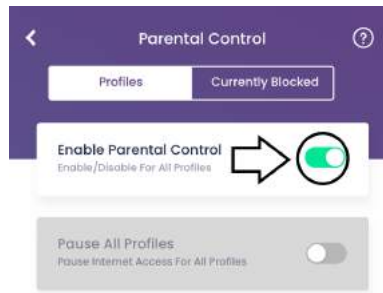 Parental Control
Profiles
Currently Blocked
Enable Parental Control
Enable/Disable For All Profiles
Pause All Profiles
Pause Internet Access For All Profiles